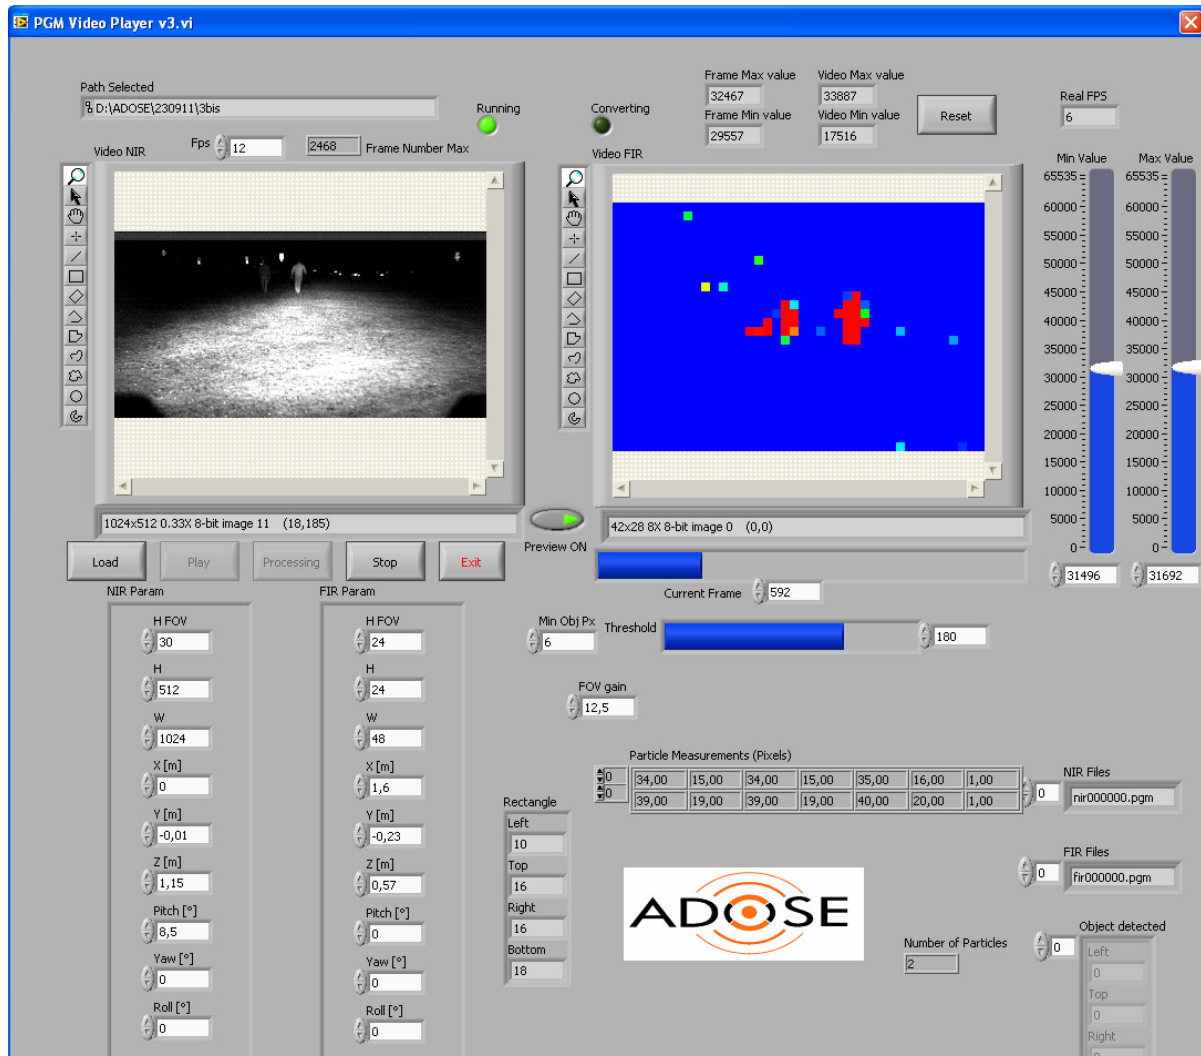 PGM Video Player v3.vi
Path Selected
D:\ADOSE\230911\3bis
Running
Converting
Frame Max value
32467
Video Max value
33887
Frame Min value
29557
Video Min value
17516
Reset
Real FPS
6
Video NIR
Fps
12
2468
Frame Number Max
Video FIR
Min Value
Max Value
65535
60000
55000
50000
45000
40000
35000
30000
25000
20000
15000
10000
5000
0
65535
60000
55000
50000
45000
40000
35000
30000
25000
20000
15000
10000
5000
0
31496
31692
1024x512 0.33X 8-bit image 11 (18,185)
Preview ON
42x28 8X 8-bit image 0 (0,0)
Load
Play
Processing
Stop
Exit
Current Frame
592
NIR Param
H FOV
30
H
512
W
1024
X [m]
0
Y [m]
-0,01
Z [m]
1,15
Pitch [°]
8,5
Yaw [°]
0
Roll [°]
0
FIR Param
H FOV
24
H
24
W
48
X [m]
1,6
Y [m]
-0,23
Z [m]
0,57
Pitch [°]
0
Yaw [°]
0
Roll [°]
0
Min Obj Px
6
Threshold
180
FOV gain
12,5
Particle Measurements (Pixels)
0
0
34,00 15,00 34,00 15,00 35,00 16,00 1,00
39,00 19,00 39,00 19,00 40,00 20,00 1,00
Rectangle
Left
10
Top
16
Right
16
Bottom
18
NIR Files
0
nir000000.pgm
FIR Files
0
fir000000.pgm
ADOSE
Number of Particles
2
Object detected
0
Left
0
Top
0
Right